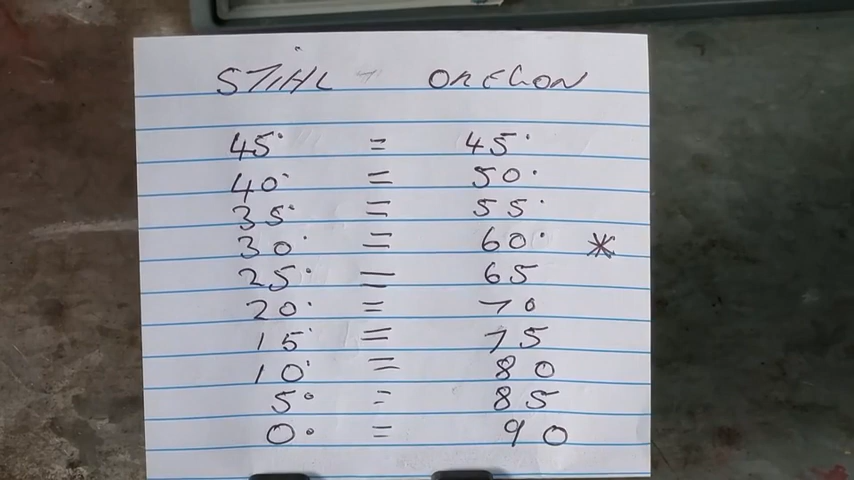 STIHL OREGON
45° = 45°
40° = 50°
35° = 55°
30° = 60° *
25° = 65
20° = 70
15° = 75
10° = 80
5° = 85
0° = 90